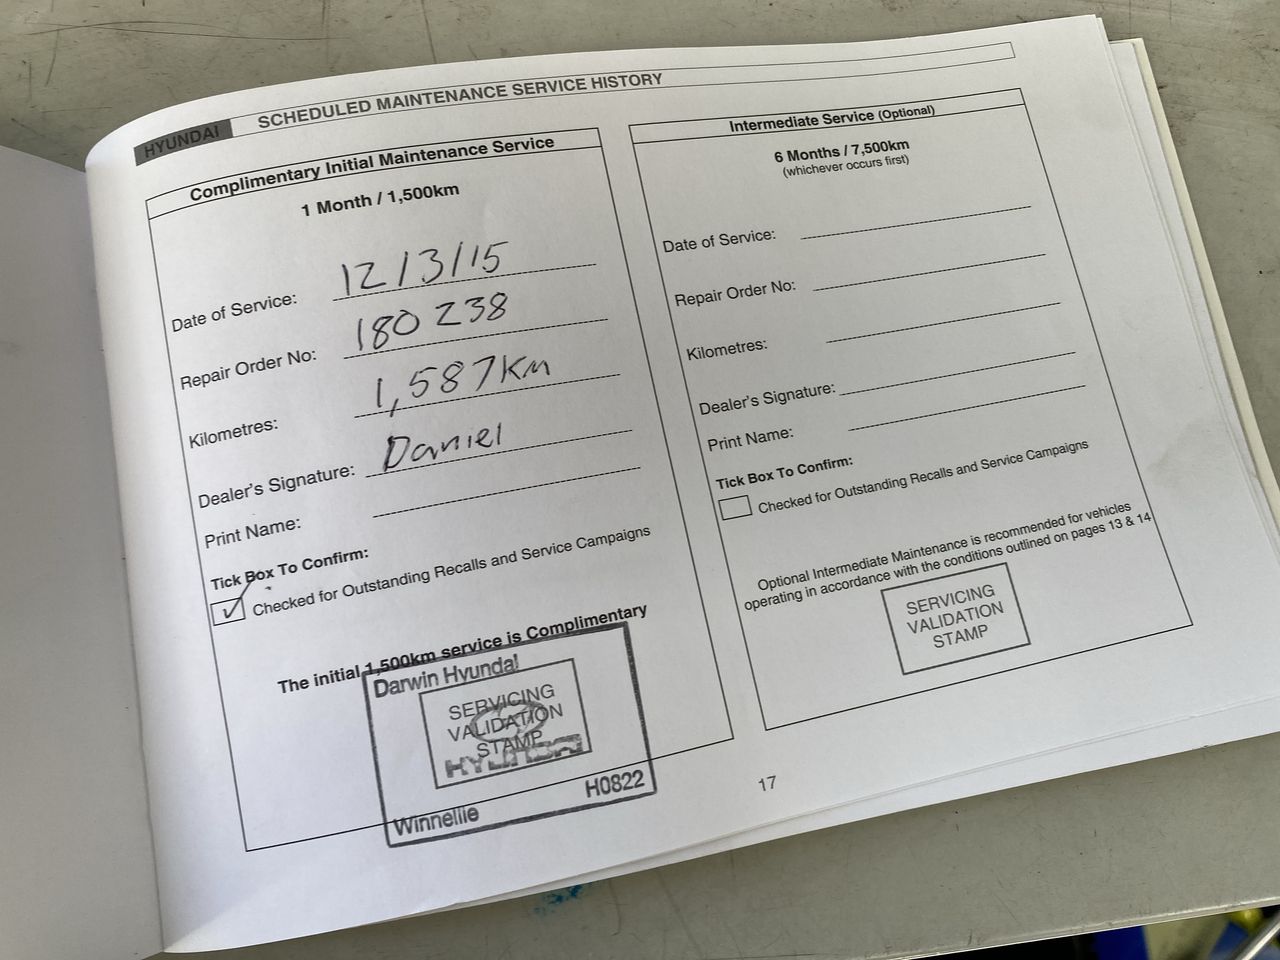 HYUNDAI
SCHEDULED MAINTENANCE SERVICE HISTORY
Complimentary Initial Maintenance Service
1 Month / 1,500km
Date of Service: 12/3/15
Repair Order No: 180238
Kilometres: 1,587km
Dealer's Signature: Daniel
Print Name:
Tick Box To Confirm:
Checked for Outstanding Recalls and Service Campaigns
The initial 1,500km service is Complimentary
Darwin Hyundai
SERVICING
VALIDATION
STAMP
HYUNDAI
Winnellie
H0822
Intermediate Service (Optional)
6 Months / 7,500km
(whichever occurs first)
Date of Service:
Repair Order No:
Kilometres:
Dealer's Signature:
Print Name:
Tick Box To Confirm:
Checked for Outstanding Recalls and Service Campaigns
Optional Intermediate Maintenance is recommended for vehicles
operating in accordance with the conditions outlined on pages 13 & 14
SERVICING
VALIDATION
STAMP
17